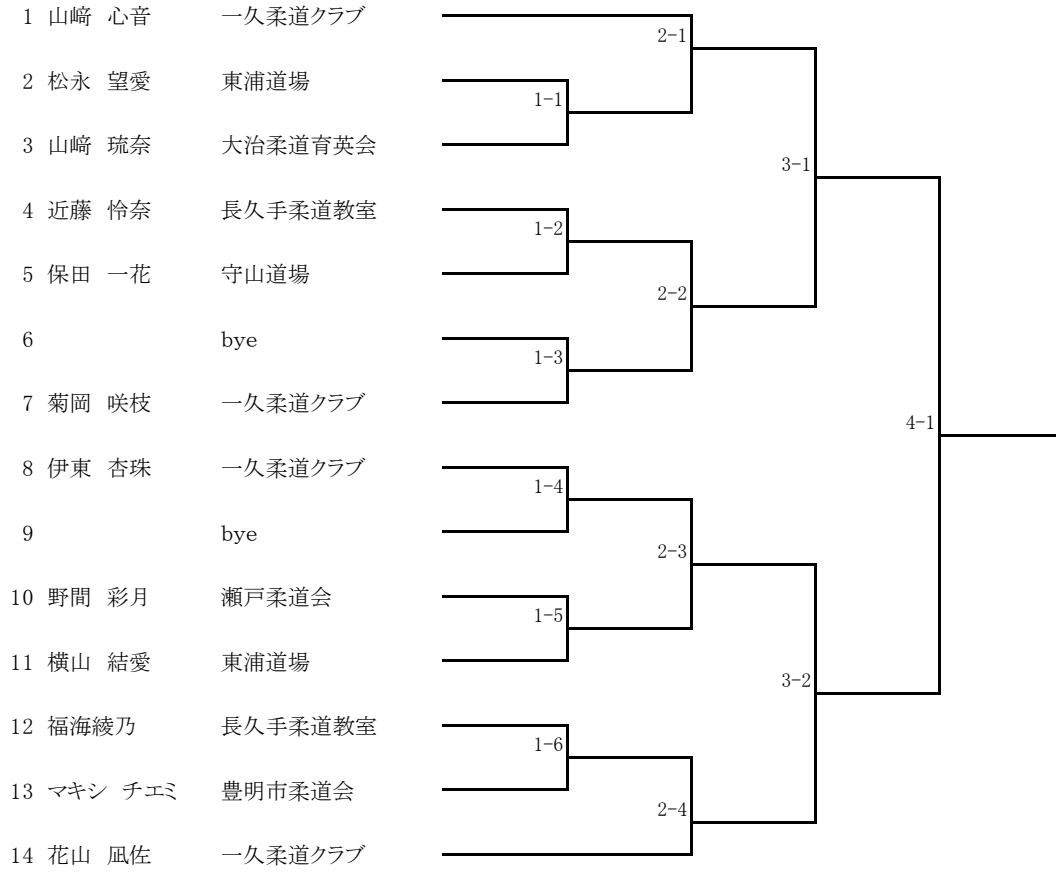 1 山﨑 心音 一久柔道クラブ
2-1
2 松永 望愛 東浦道場
1-1
3 山﨑 琉奈 大治柔道育英会
3-1
4 近藤 怜奈 長久手柔道教室
1-2
5 保田 一花 守山道場
2-2
6 bye
1-3
7 菊岡 咲枝 一久柔道クラブ
4-1
8 伊東 杏珠 一久柔道クラブ
1-4
9 bye
2-3
10 野間 彩月 瀬戸柔道会
1-5
11 横山 結愛 東浦道場
3-2
12 福海綾乃 長久手柔道教室
1-6
13 マキシ チエミ 豊明市柔道会
2-4
14 花山 凪佐 一久柔道クラブ